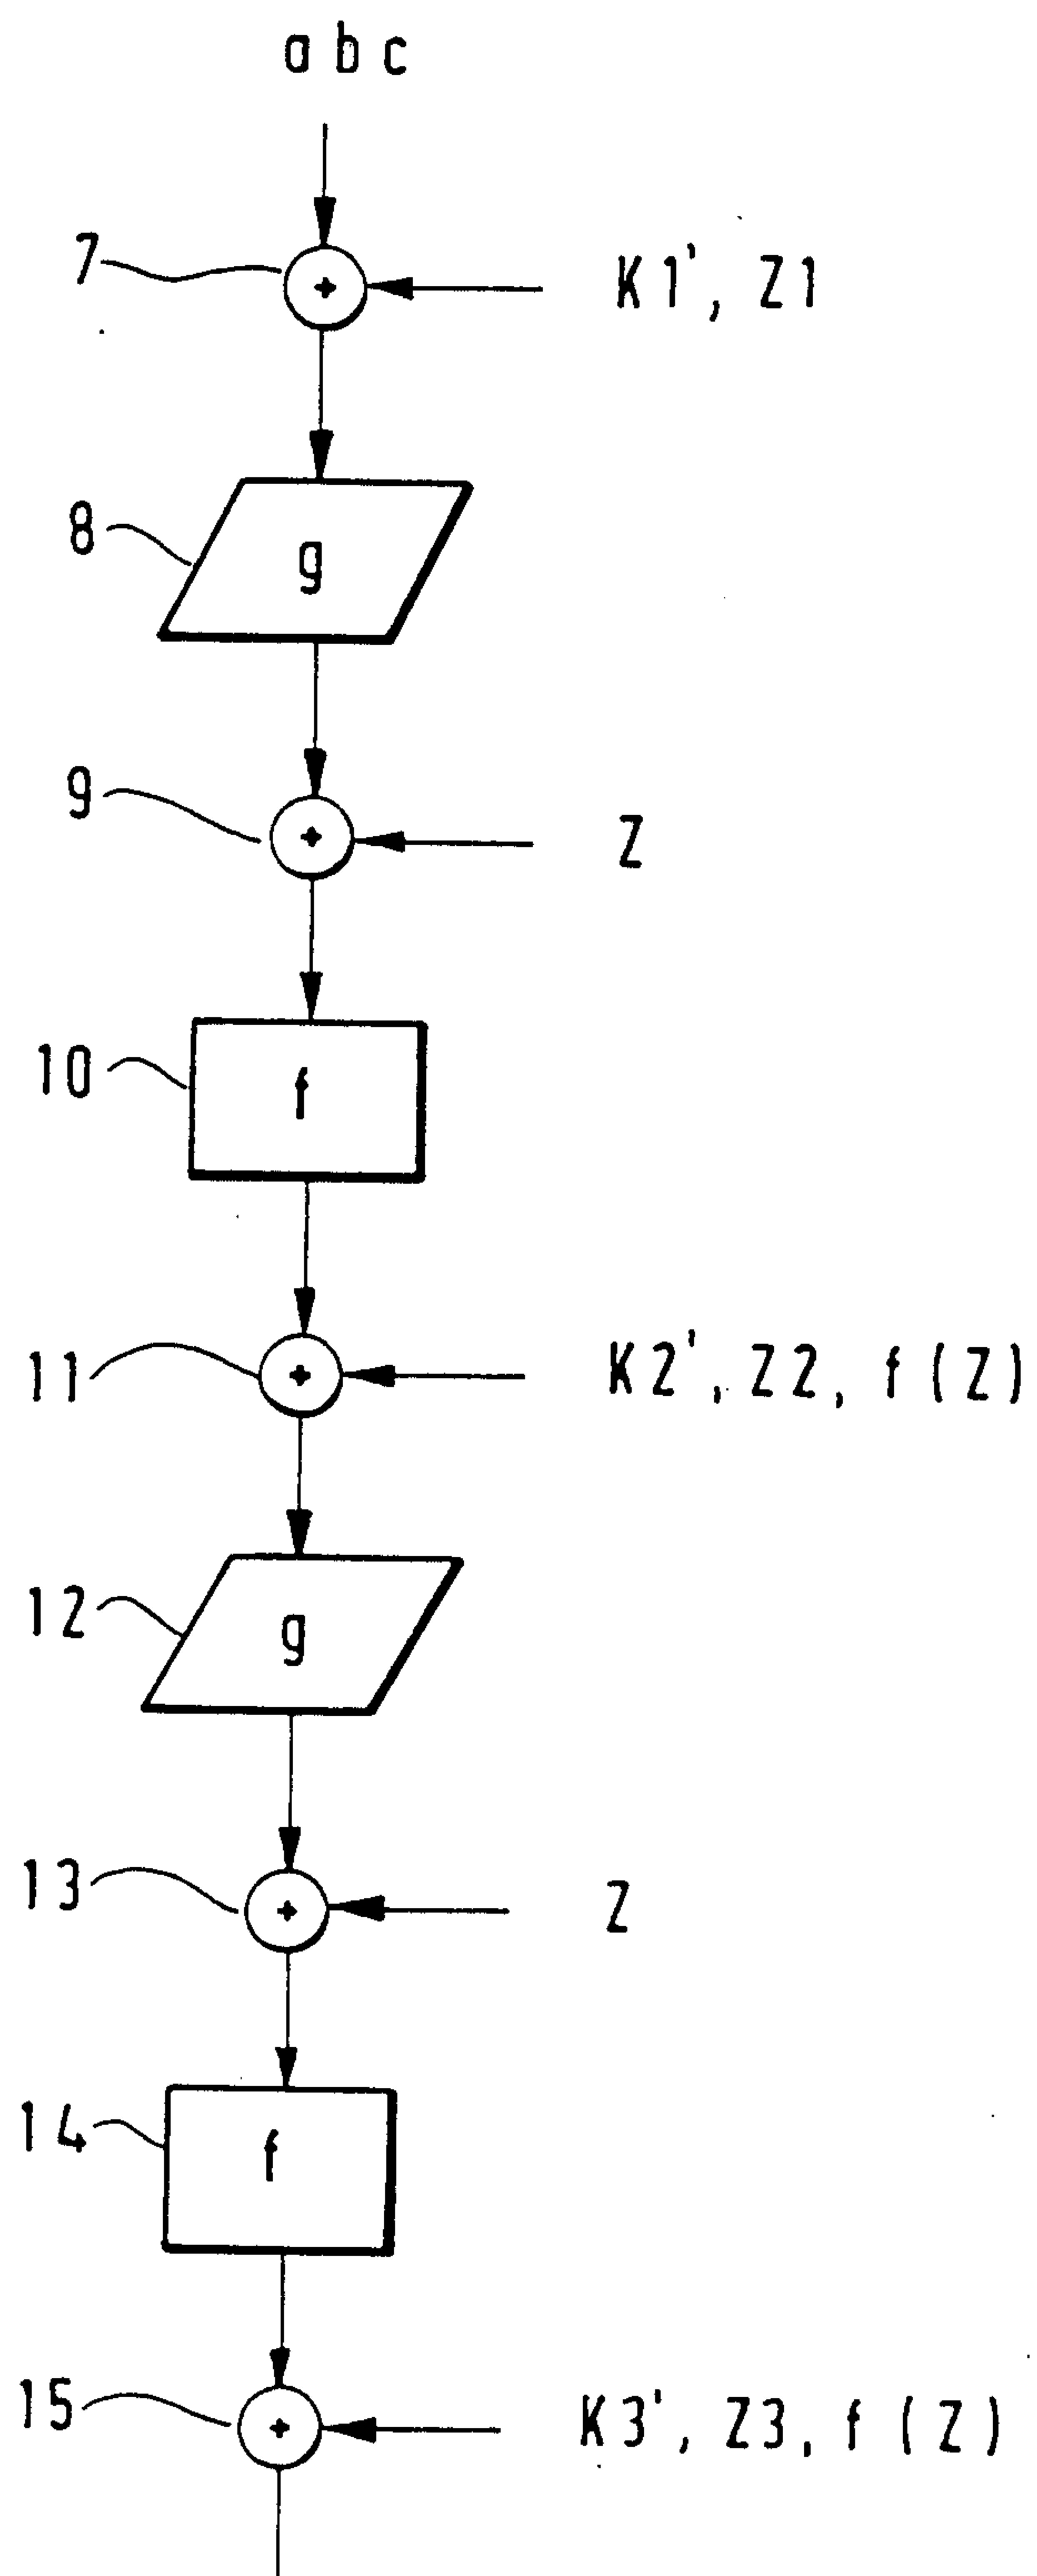 a b c
7 + K1', Z1
8 g
9 + Z
10 f
11 + K2', Z2, f(Z)
12 g
13 + Z
14 f
15 + K3', Z3, f(Z)